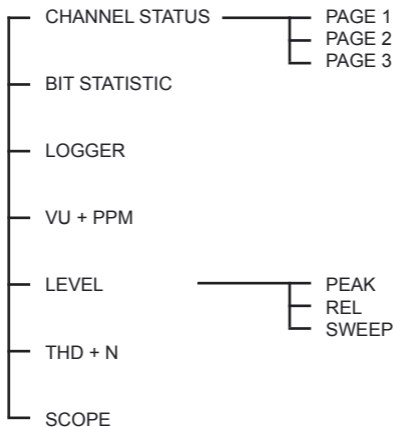 CHANNEL STATUS PAGE 1
PAGE 2
PAGE 3
BIT STATISTIC
LOGGER
VU + PPM
LEVEL PEAK
REL
SWEEP
THD + N
SCOPE